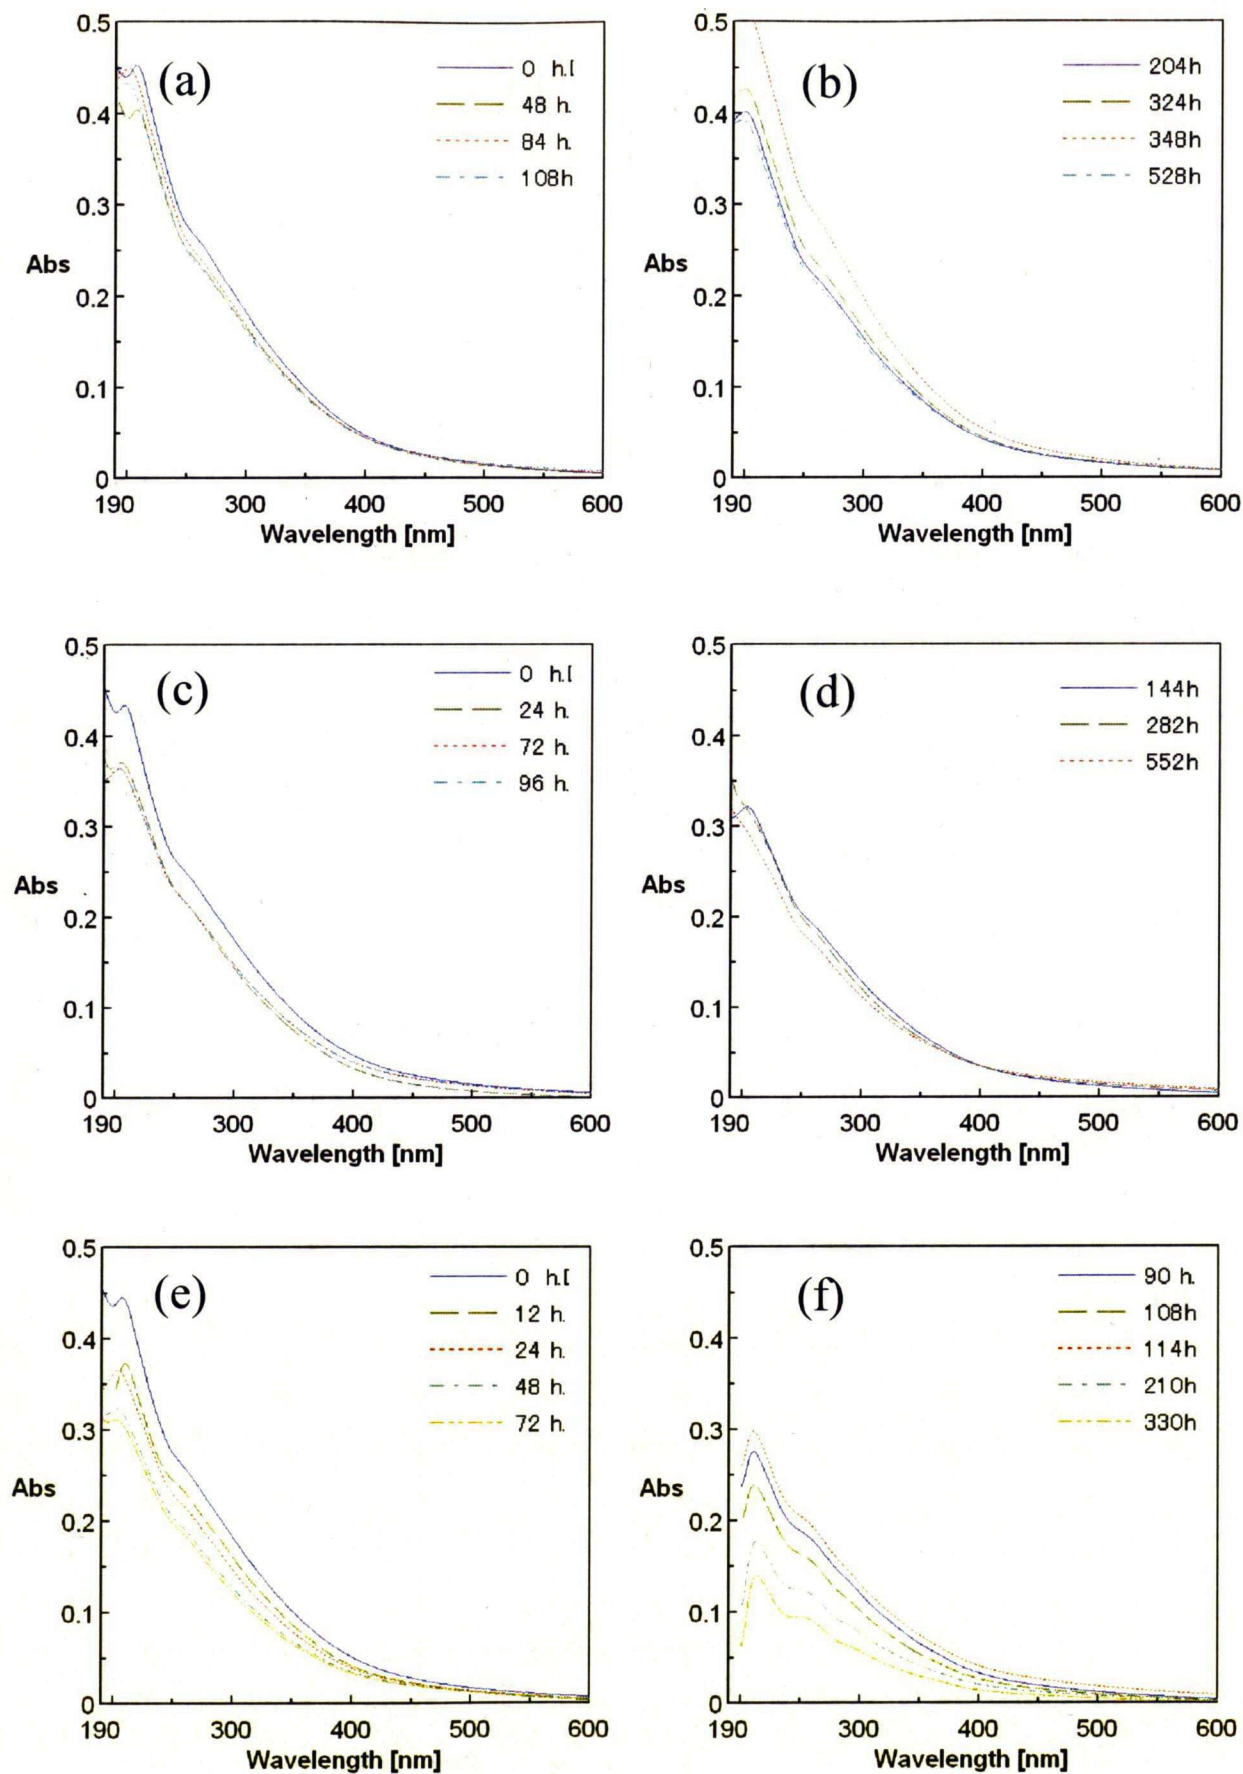 0.5
(a)
0 h.[
48 h.
84 h.
108h
0.4
0.3
Abs
0.2
0.1
0
190 300 400 500 600
Wavelength [nm]
0.5
(b)
204h
324h
348h
528h
0.4
0.3
Abs
0.2
0.1
0
190 300 400 500 600
Wavelength [nm]
0.5
(c)
0 h.[
24 h.
72 h.
96 h.
0.4
0.3
Abs
0.2
0.1
0
190 300 400 500 600
Wavelength [nm]
0.5
(d)
144h
282h
552h
0.4
0.3
Abs
0.2
0.1
0
190 300 400 500 600
Wavelength [nm]
0.5
(e)
0 h.[
12 h.
24 h.
48 h.
72 h.
0.4
0.3
Abs
0.2
0.1
0
190 300 400 500 600
Wavelength [nm]
0.5
(f)
90 h.
108h
114h
210h
330h
0.4
0.3
Abs
0.2
0.1
0
190 300 400 500 600
Wavelength [nm]